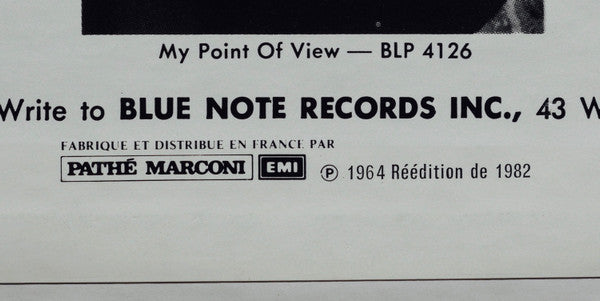 My Point Of View — BLP 4126
Write to BLUE NOTE RECORDS INC., 43 W
FABRIQUE ET DISTRIBUE EN FRANCE PAR
PATHÉ MARCONI EMI ℗ 1964 Réédition de 1982